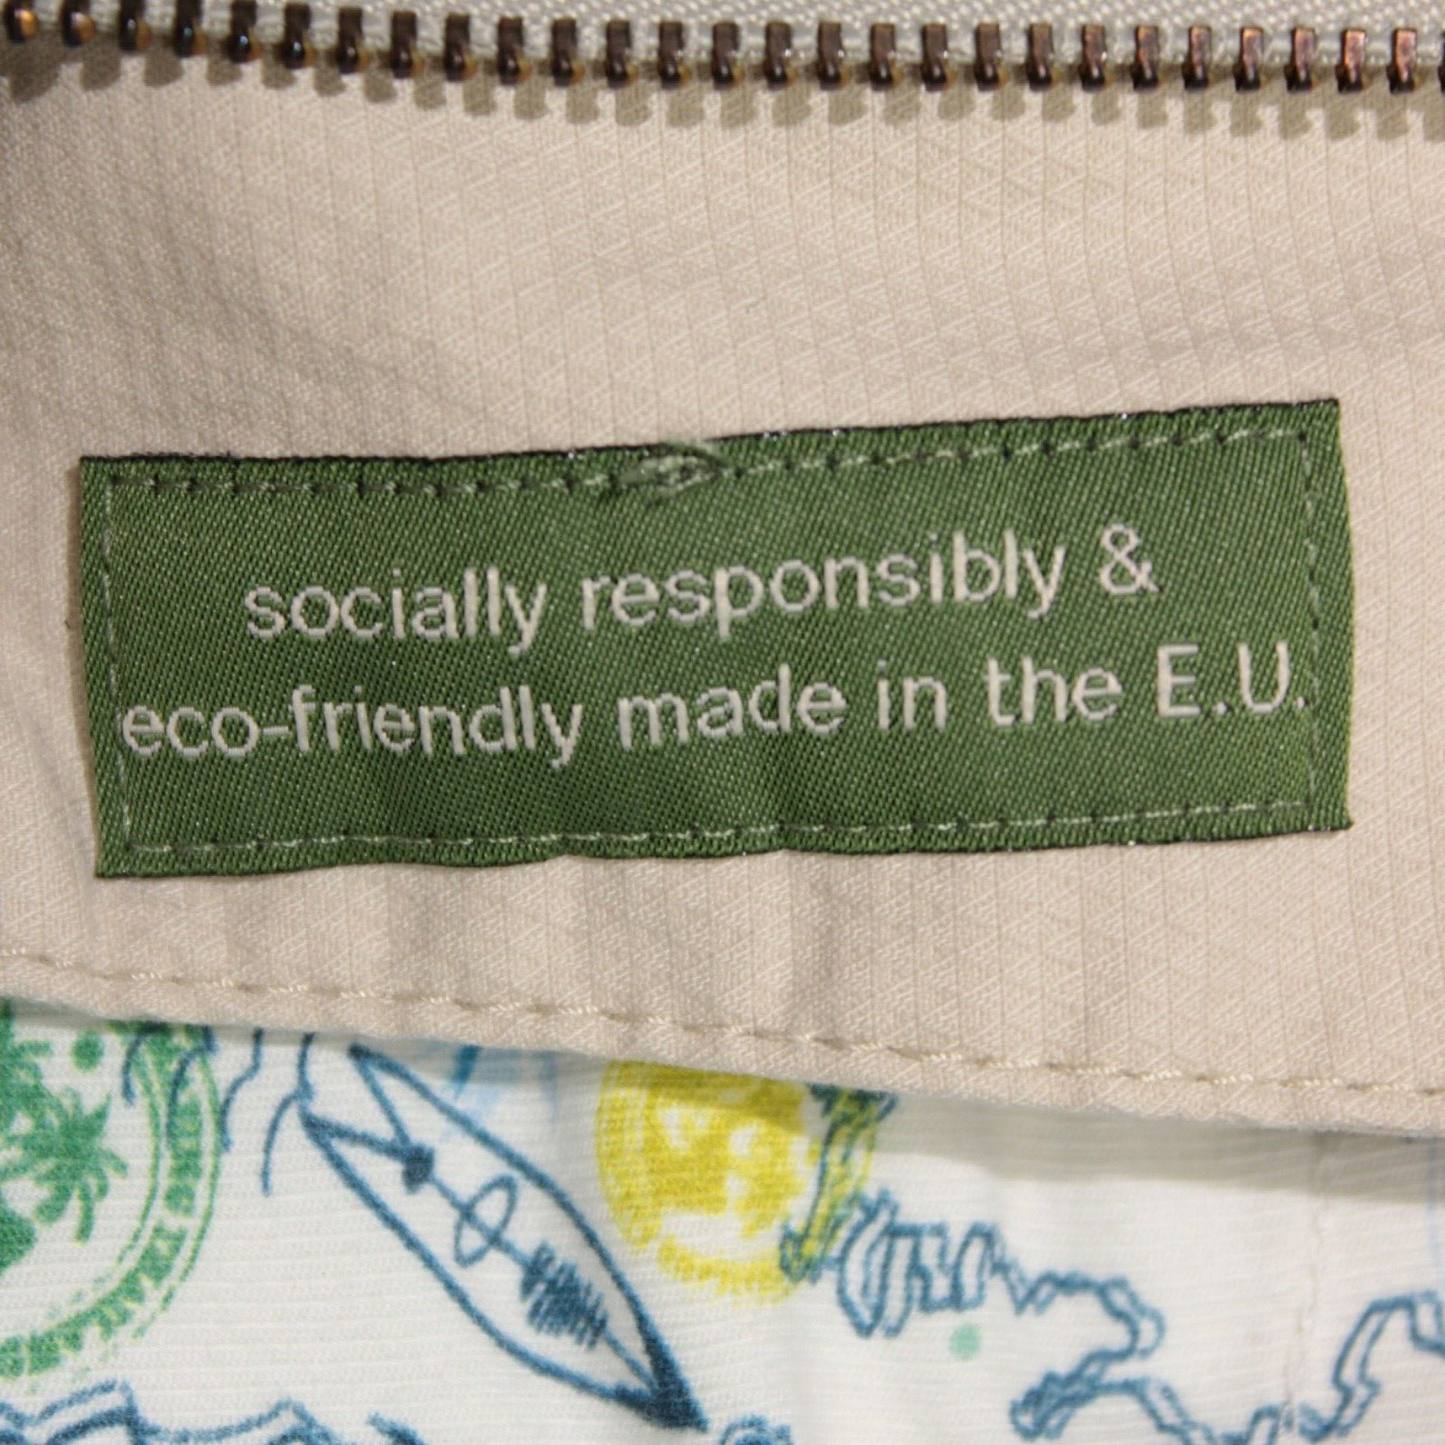 socially responsibly &
eco-friendly made in the E.U.